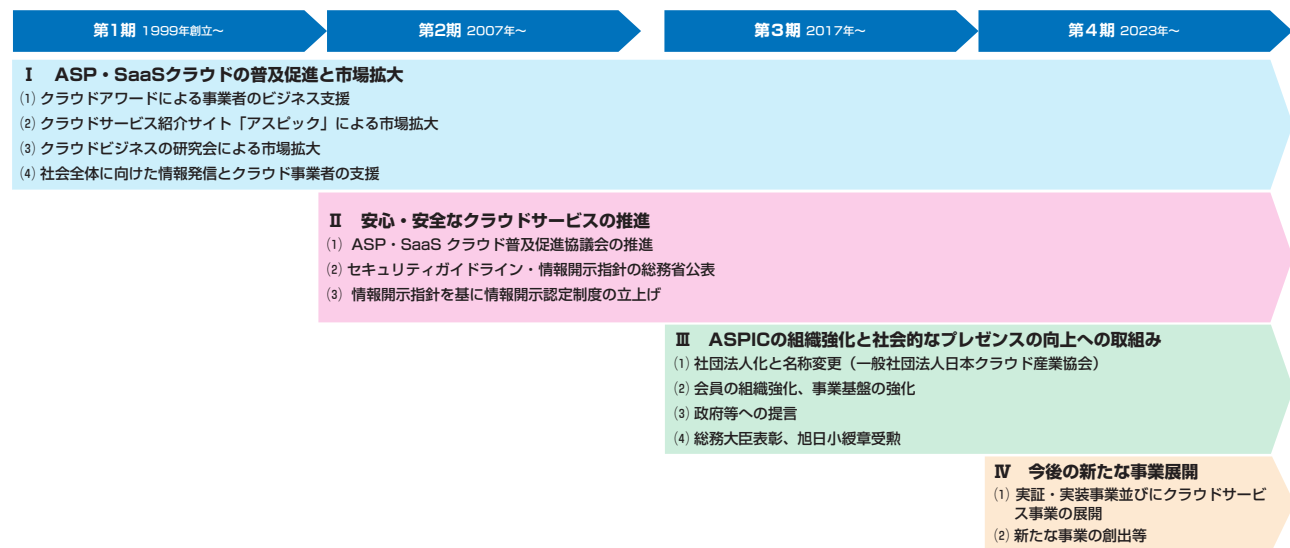 第1期 1999年創立〜
第2期 2007年〜
第3期 2017年〜
第4期 2023年〜
Ⅰ ASP・SaaSクラウドの普及促進と市場拡大
(1) クラウドアワードによる事業者のビジネス支援
(2) クラウドサービス紹介サイト「アスピック」による市場拡大
(3) クラウドビジネスの研究会による市場拡大
(4) 社会全体に向けた情報発信とクラウド事業者の支援
Ⅱ 安心・安全なクラウドサービスの推進
(1) ASP・SaaS クラウド普及促進協議会の推進
(2) セキュリティガイドライン・情報開示指針の総務省公表
(3) 情報開示指針を基に情報開示認定制度の立上げ
Ⅲ ASPICの組織強化と社会的なプレゼンスの向上への取組み
(1) 社団法人化と名称変更（一般社団法人日本クラウド産業協会）
(2) 会員の組織強化、事業基盤の強化
(3) 政府等への提言
(4) 総務大臣表彰、旭日小綬章受勲
Ⅳ 今後の新たな事業展開
(1) 実証・実装事業並びにクラウドサービ
ス事業の展開
(2) 新たな事業の創出等